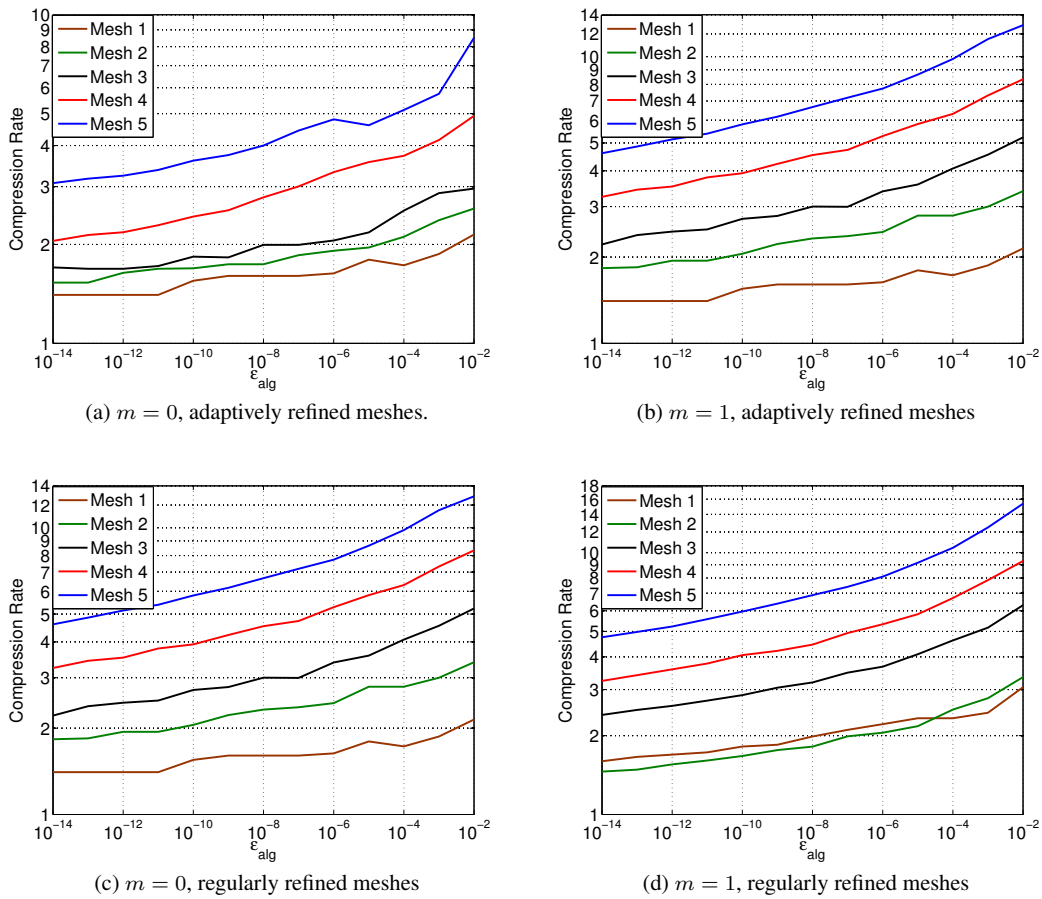 10
9
8
7
6
5
4
3
2
1
Compression Rate
Mesh 1
Mesh 2
Mesh 3
Mesh 4
Mesh 5
10⁻¹⁴ 10⁻¹² 10⁻¹⁰ 10⁻⁸ 10⁻⁶ 10⁻⁴ 10⁻²
ε_alg
(a) m = 0, adaptively refined meshes.
14
12
10
9
8
7
6
5
4
3
2
1
Compression Rate
Mesh 1
Mesh 2
Mesh 3
Mesh 4
Mesh 5
10⁻¹⁴ 10⁻¹² 10⁻¹⁰ 10⁻⁸ 10⁻⁶ 10⁻⁴ 10⁻²
ε_alg
(b) m = 1, adaptively refined meshes
14
12
10
9
8
7
6
5
4
3
2
1
Compression Rate
Mesh 1
Mesh 2
Mesh 3
Mesh 4
Mesh 5
10⁻¹⁴ 10⁻¹² 10⁻¹⁰ 10⁻⁸ 10⁻⁶ 10⁻⁴ 10⁻²
ε_alg
(c) m = 0, regularly refined meshes
18
16
14
12
10
9
8
7
6
5
4
3
2
1
Compression Rate
Mesh 1
Mesh 2
Mesh 3
Mesh 4
Mesh 5
10⁻¹⁴ 10⁻¹² 10⁻¹⁰ 10⁻⁸ 10⁻⁶ 10⁻⁴ 10⁻²
ε_alg
(d) m = 1, regularly refined meshes